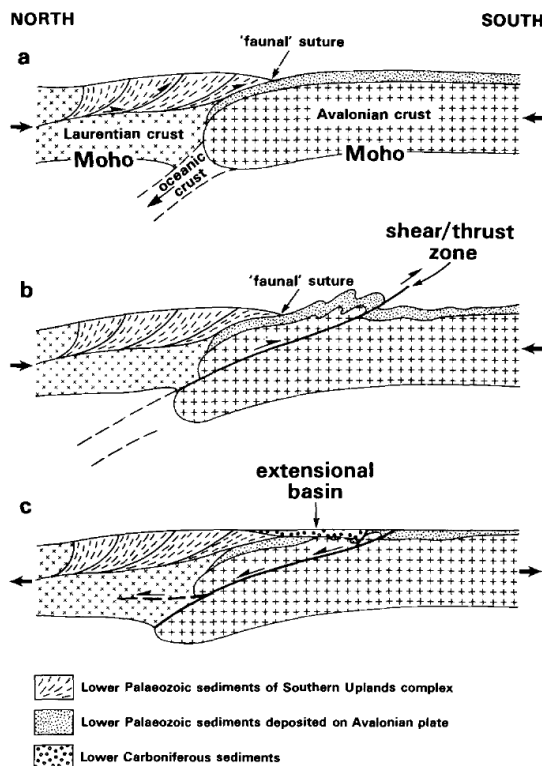 NORTH
SOUTH
a
'faunal' suture
Laurentian crust
Avalonian crust
Moho
Moho
oceanic
crust
shear/thrust
zone
b
'faunal' suture
extensional
basin
c
Lower Palaeozoic sediments of Southern Uplands complex
Lower Palaeozoic sediments deposited on Avalonian plate
Lower Carboniferous sediments